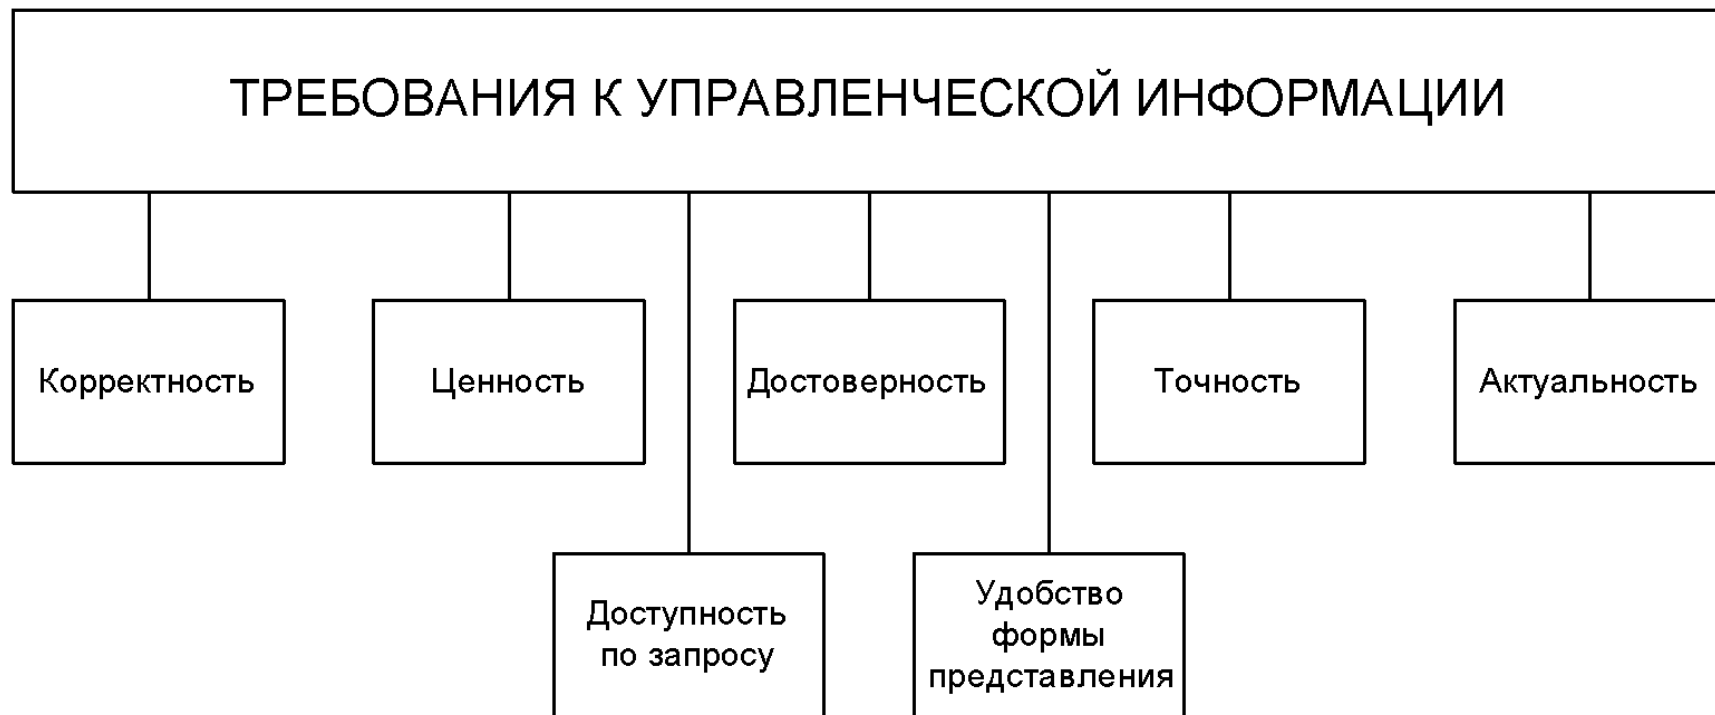 ТРЕБОВАНИЯ К УПРАВЛЕНЧЕСКОЙ ИНФОРМАЦИИ
Корректность
Ценность
Достоверность
Точность
Актуальность
Доступность
по запросу
Удобство
формы
представления